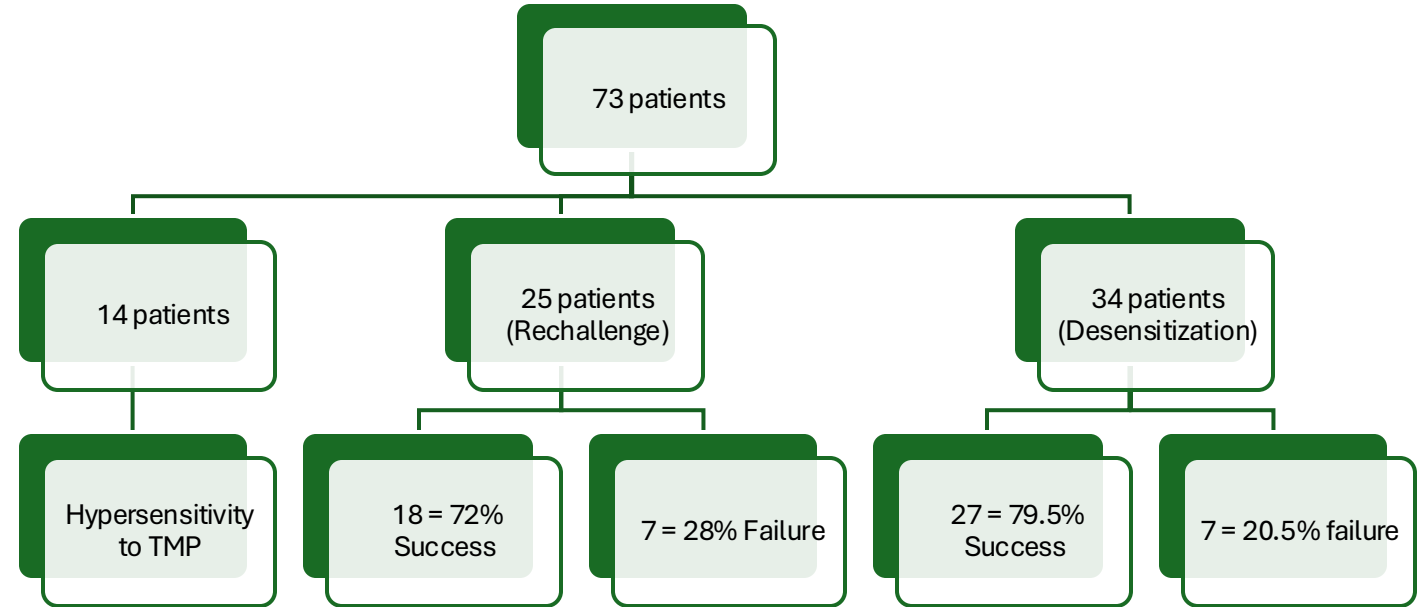 73 patients
14 patients
25 patients
(Rechallenge)
34 patients
(Desensitization)
Hypersensitivity
to TMP
18 = 72%
Success
7 = 28% Failure
27 = 79.5%
Success
7 = 20.5% failure